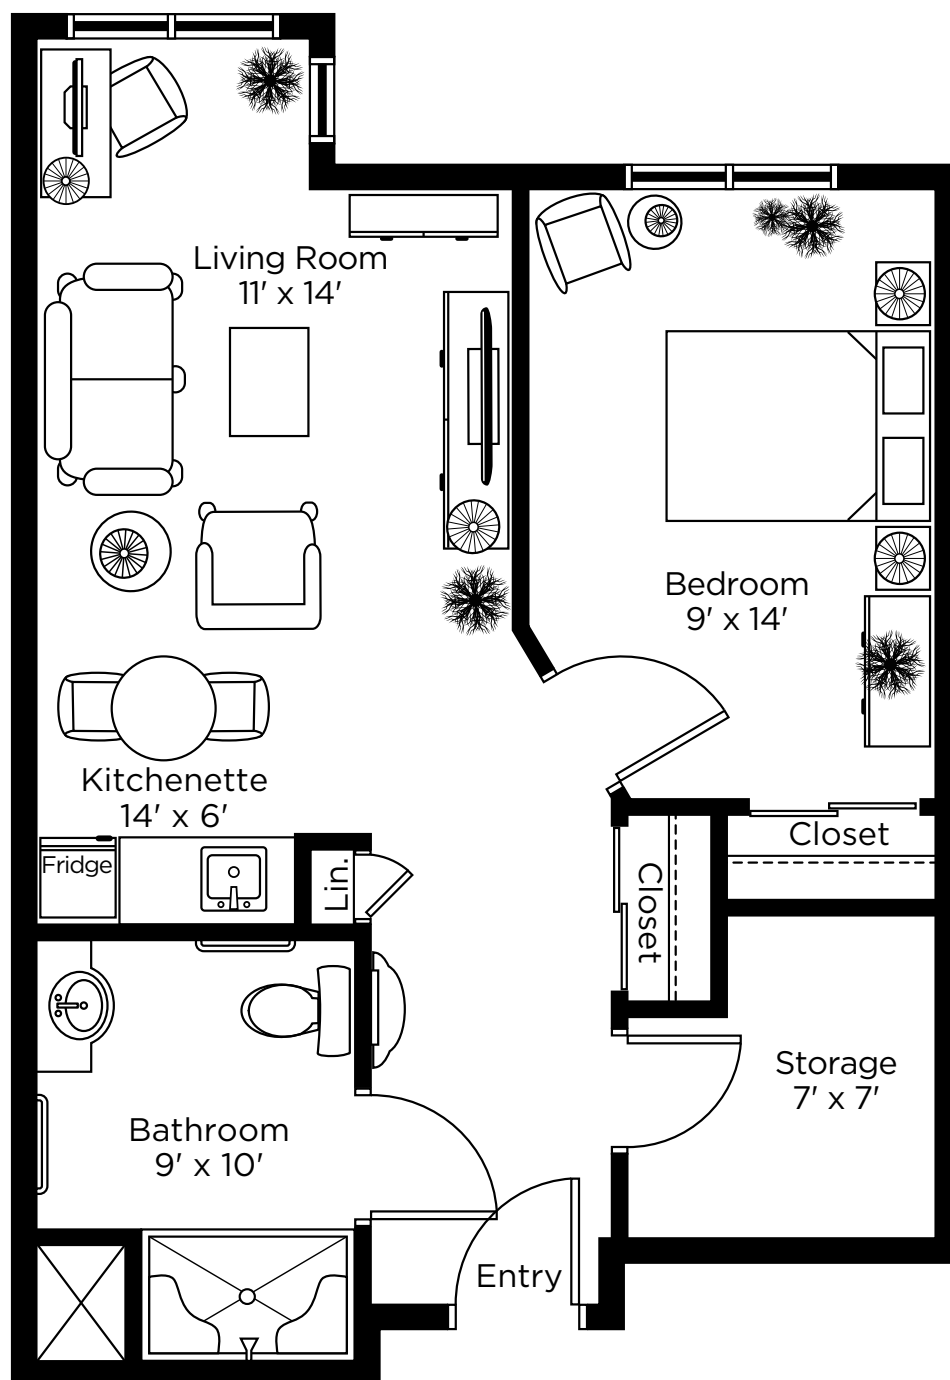 Living Room
11' x 14'
Bedroom
9' x 14'
Kitchenette
14' x 6'
Fridge
Lin.
Closet
Closet
Storage
7' x 7'
Bathroom
9' x 10'
Entry